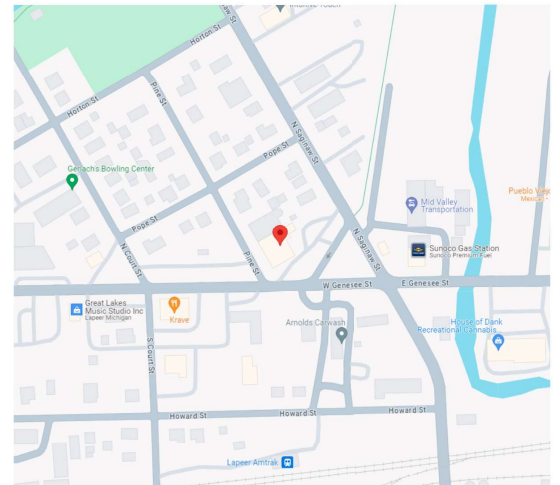 Intuitive Touch
Horton St
Pine St
N Saginaw St
Horton St
Pope St
Gerlach's Bowling Center
Pueblo Viejo
Mexican
Mid Valley
Transportation
Pope St
N Court St
Pine St
N Saginaw St
Sunoco Gas Station
Sunoco Premium Fuel
W Genesee St
E Genesee St
Great Lakes
Music Studio Inc
Lapeer Michigan
Krave
Arnolds Carwash
House of Dank
Recreational Cannabis...
S Court St
Howard St
Howard St
Howard St
Lapeer Amtrak